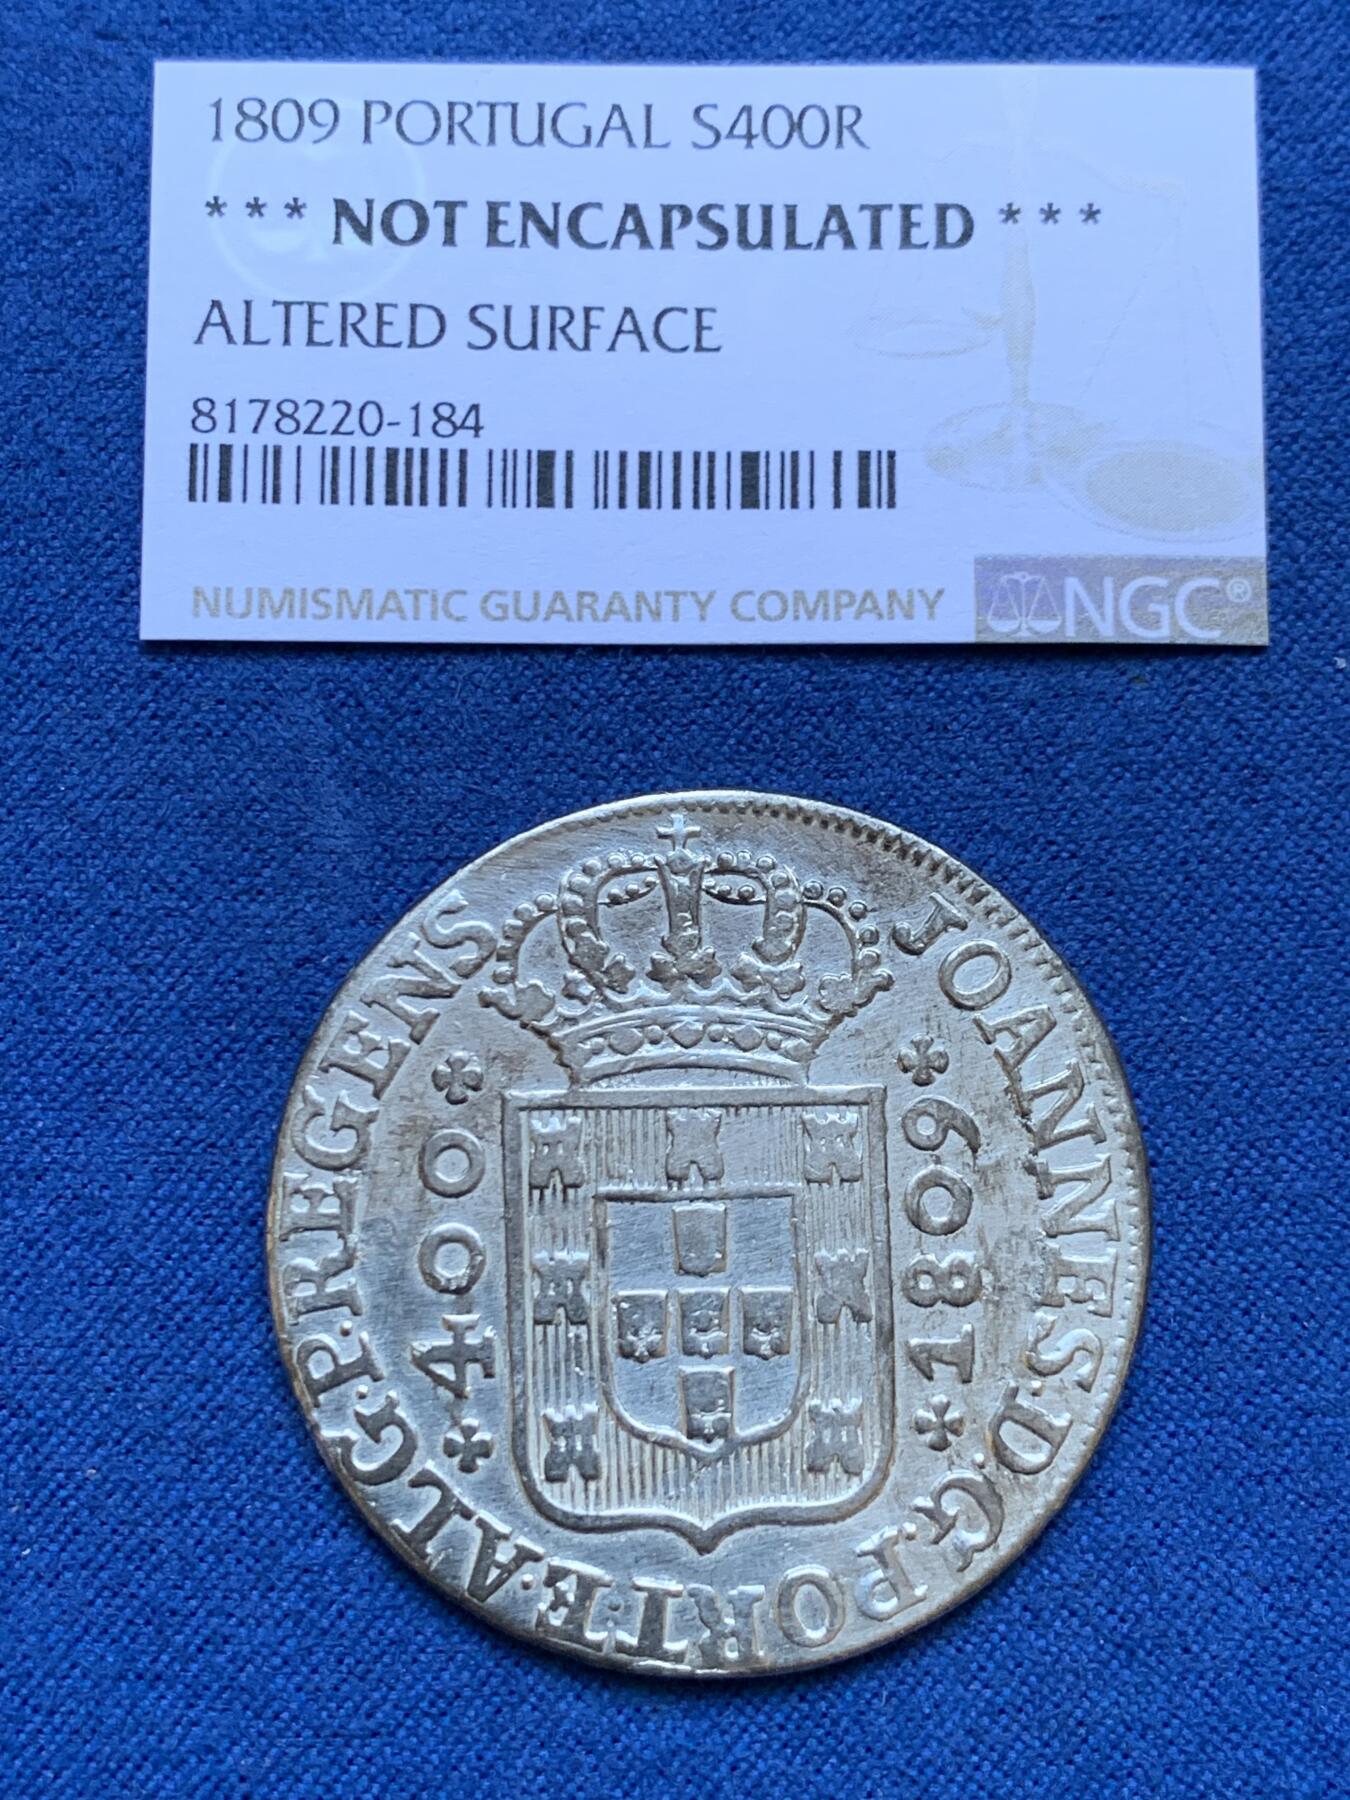 1809 PORTUGAL S400R
* * * NOT ENCAPSULATED * * *
ALTERED SURFACE
8178220-184
NUMISMATIC GUARANTY COMPANY
NGC®
JOANNES·D·G·PORT·E·ALG·P·REGENS
400
1809